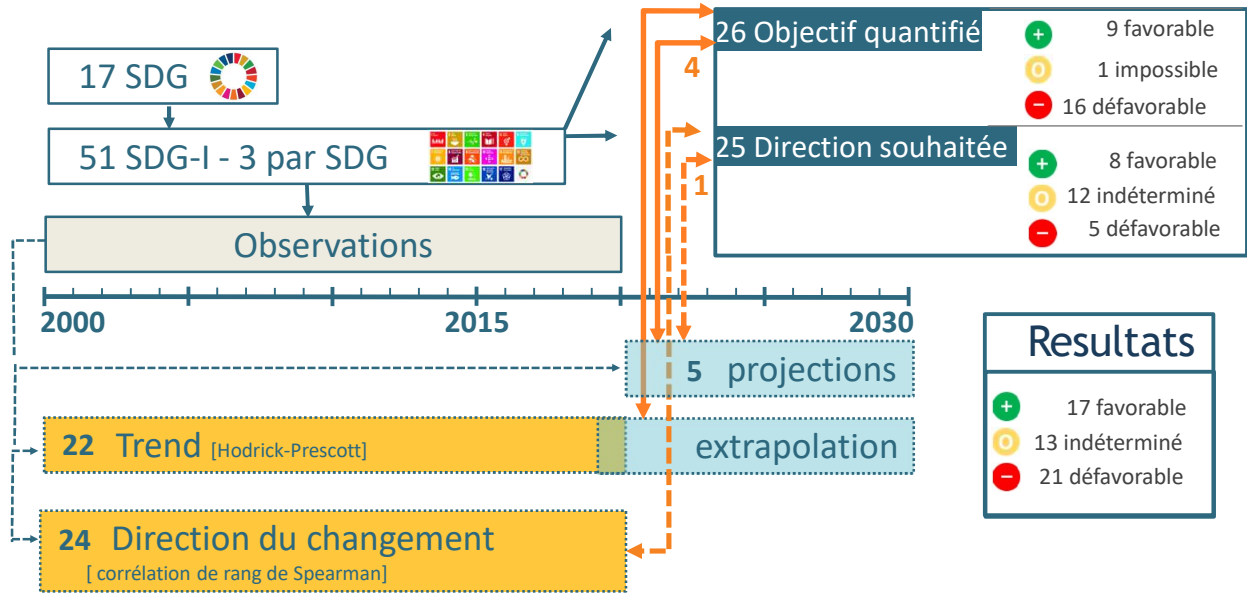 17 SDG
51 SDG-I - 3 par SDG
Observations
26 Objectif quantifié
9 favorable
1 impossible
16 défavorable
4
25 Direction souhaitée
8 favorable
12 indéterminé
5 défavorable
1
2000
2015
2030
5 projections
22 Trend [Hodrick-Prescott]
extrapolation
24 Direction du changement
[ corrélation de rang de Spearman]
Resultats
17 favorable
13 indéterminé
21 défavorable